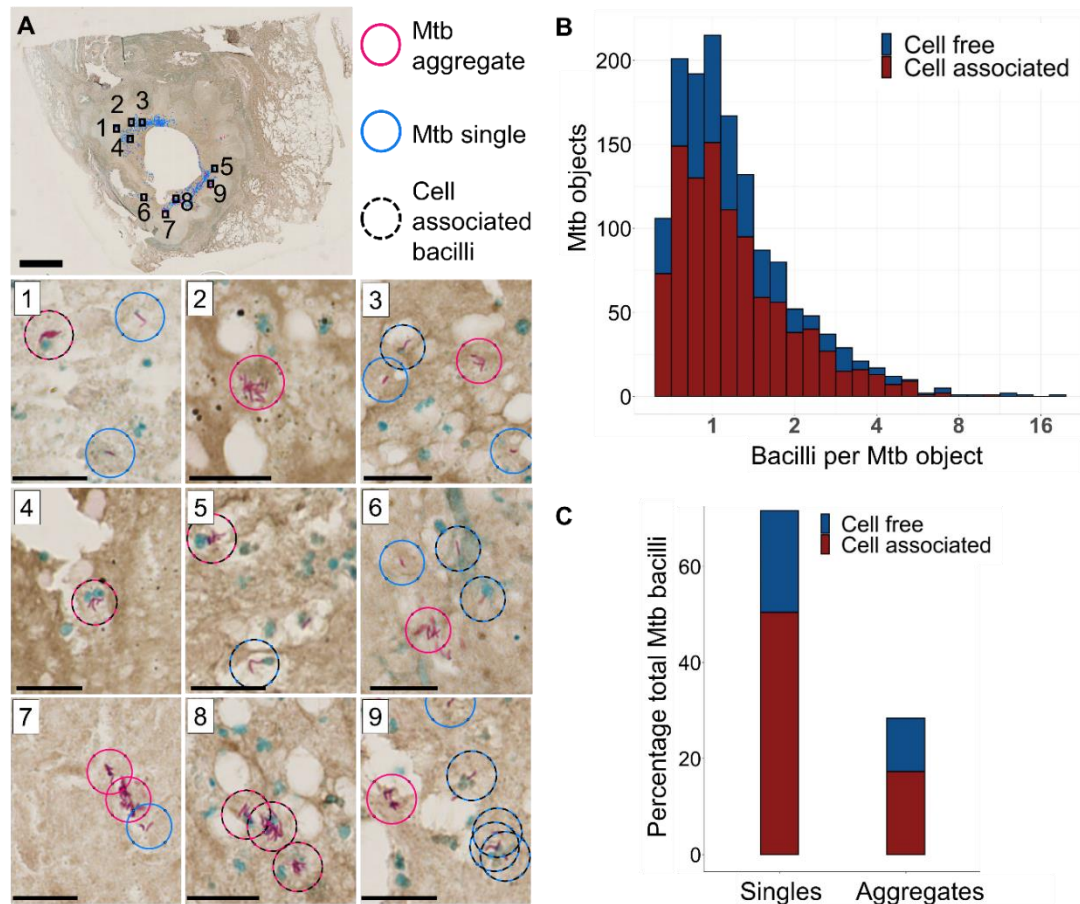 A
Mtb
aggregate
Mtb single
Cell
associated
bacilli
2 3
1
4
5
9
6
8
7
1
2
3
4
5
6
7
8
9
B
Cell free
Cell associated
Mtb objects
200
150
100
50
0
1 2 4 8 16
Bacilli per Mtb object
C
Cell free
Cell associated
Percentage total Mtb bacilli
60
40
20
0
Singles Aggregates